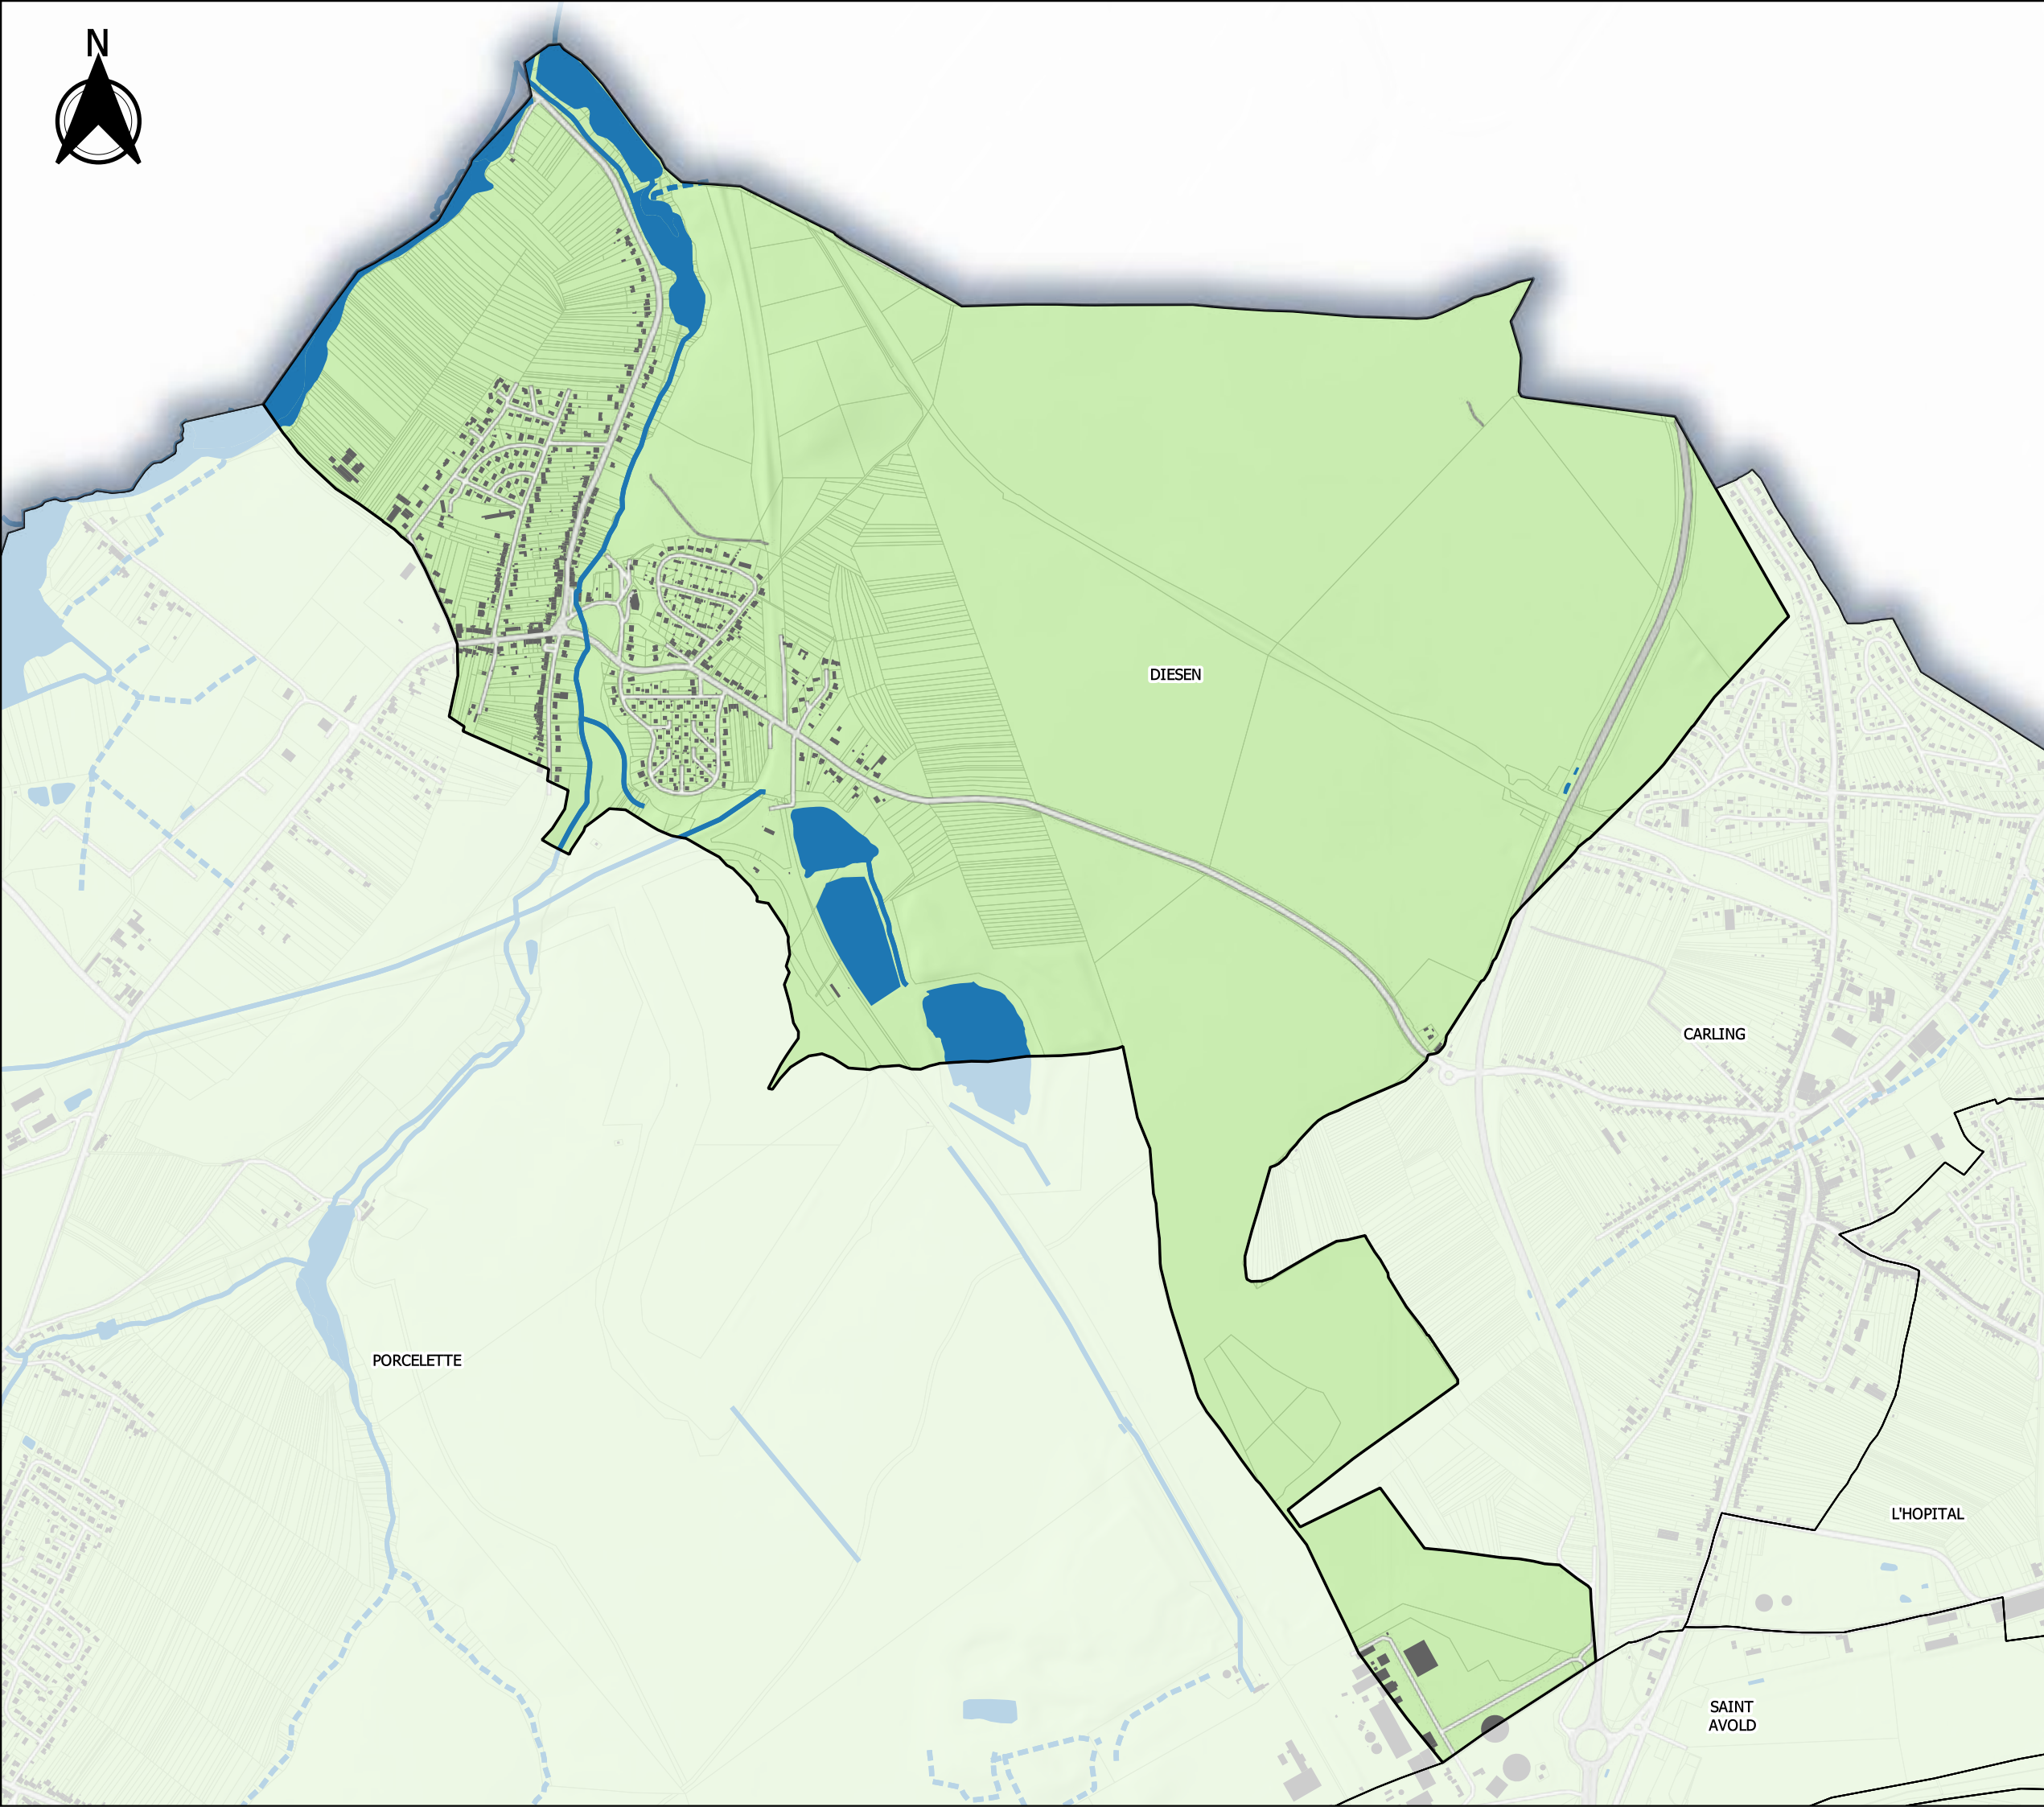 N
DIESEN
CARLING
PORCELETTE
L'HOPITAL
SAINT
AVOLD